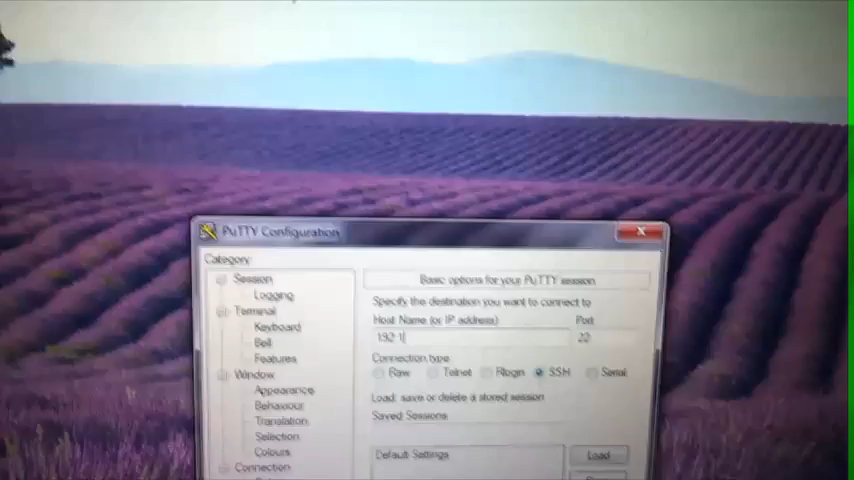 PuTTY Configuration
Category:
Session
Logging
Terminal
Keyboard
Bell
Features
Window
Appearance
Behaviour
Translation
Selection
Colours
Connection
Basic options for your PuTTY session
Specify the destination you want to connect to
Host Name (or IP address) Port
192.1 22
Connection type
Raw Telnet Rlogin SSH Serial
Load, save or delete a stored session
Saved Sessions
Default Settings
Load